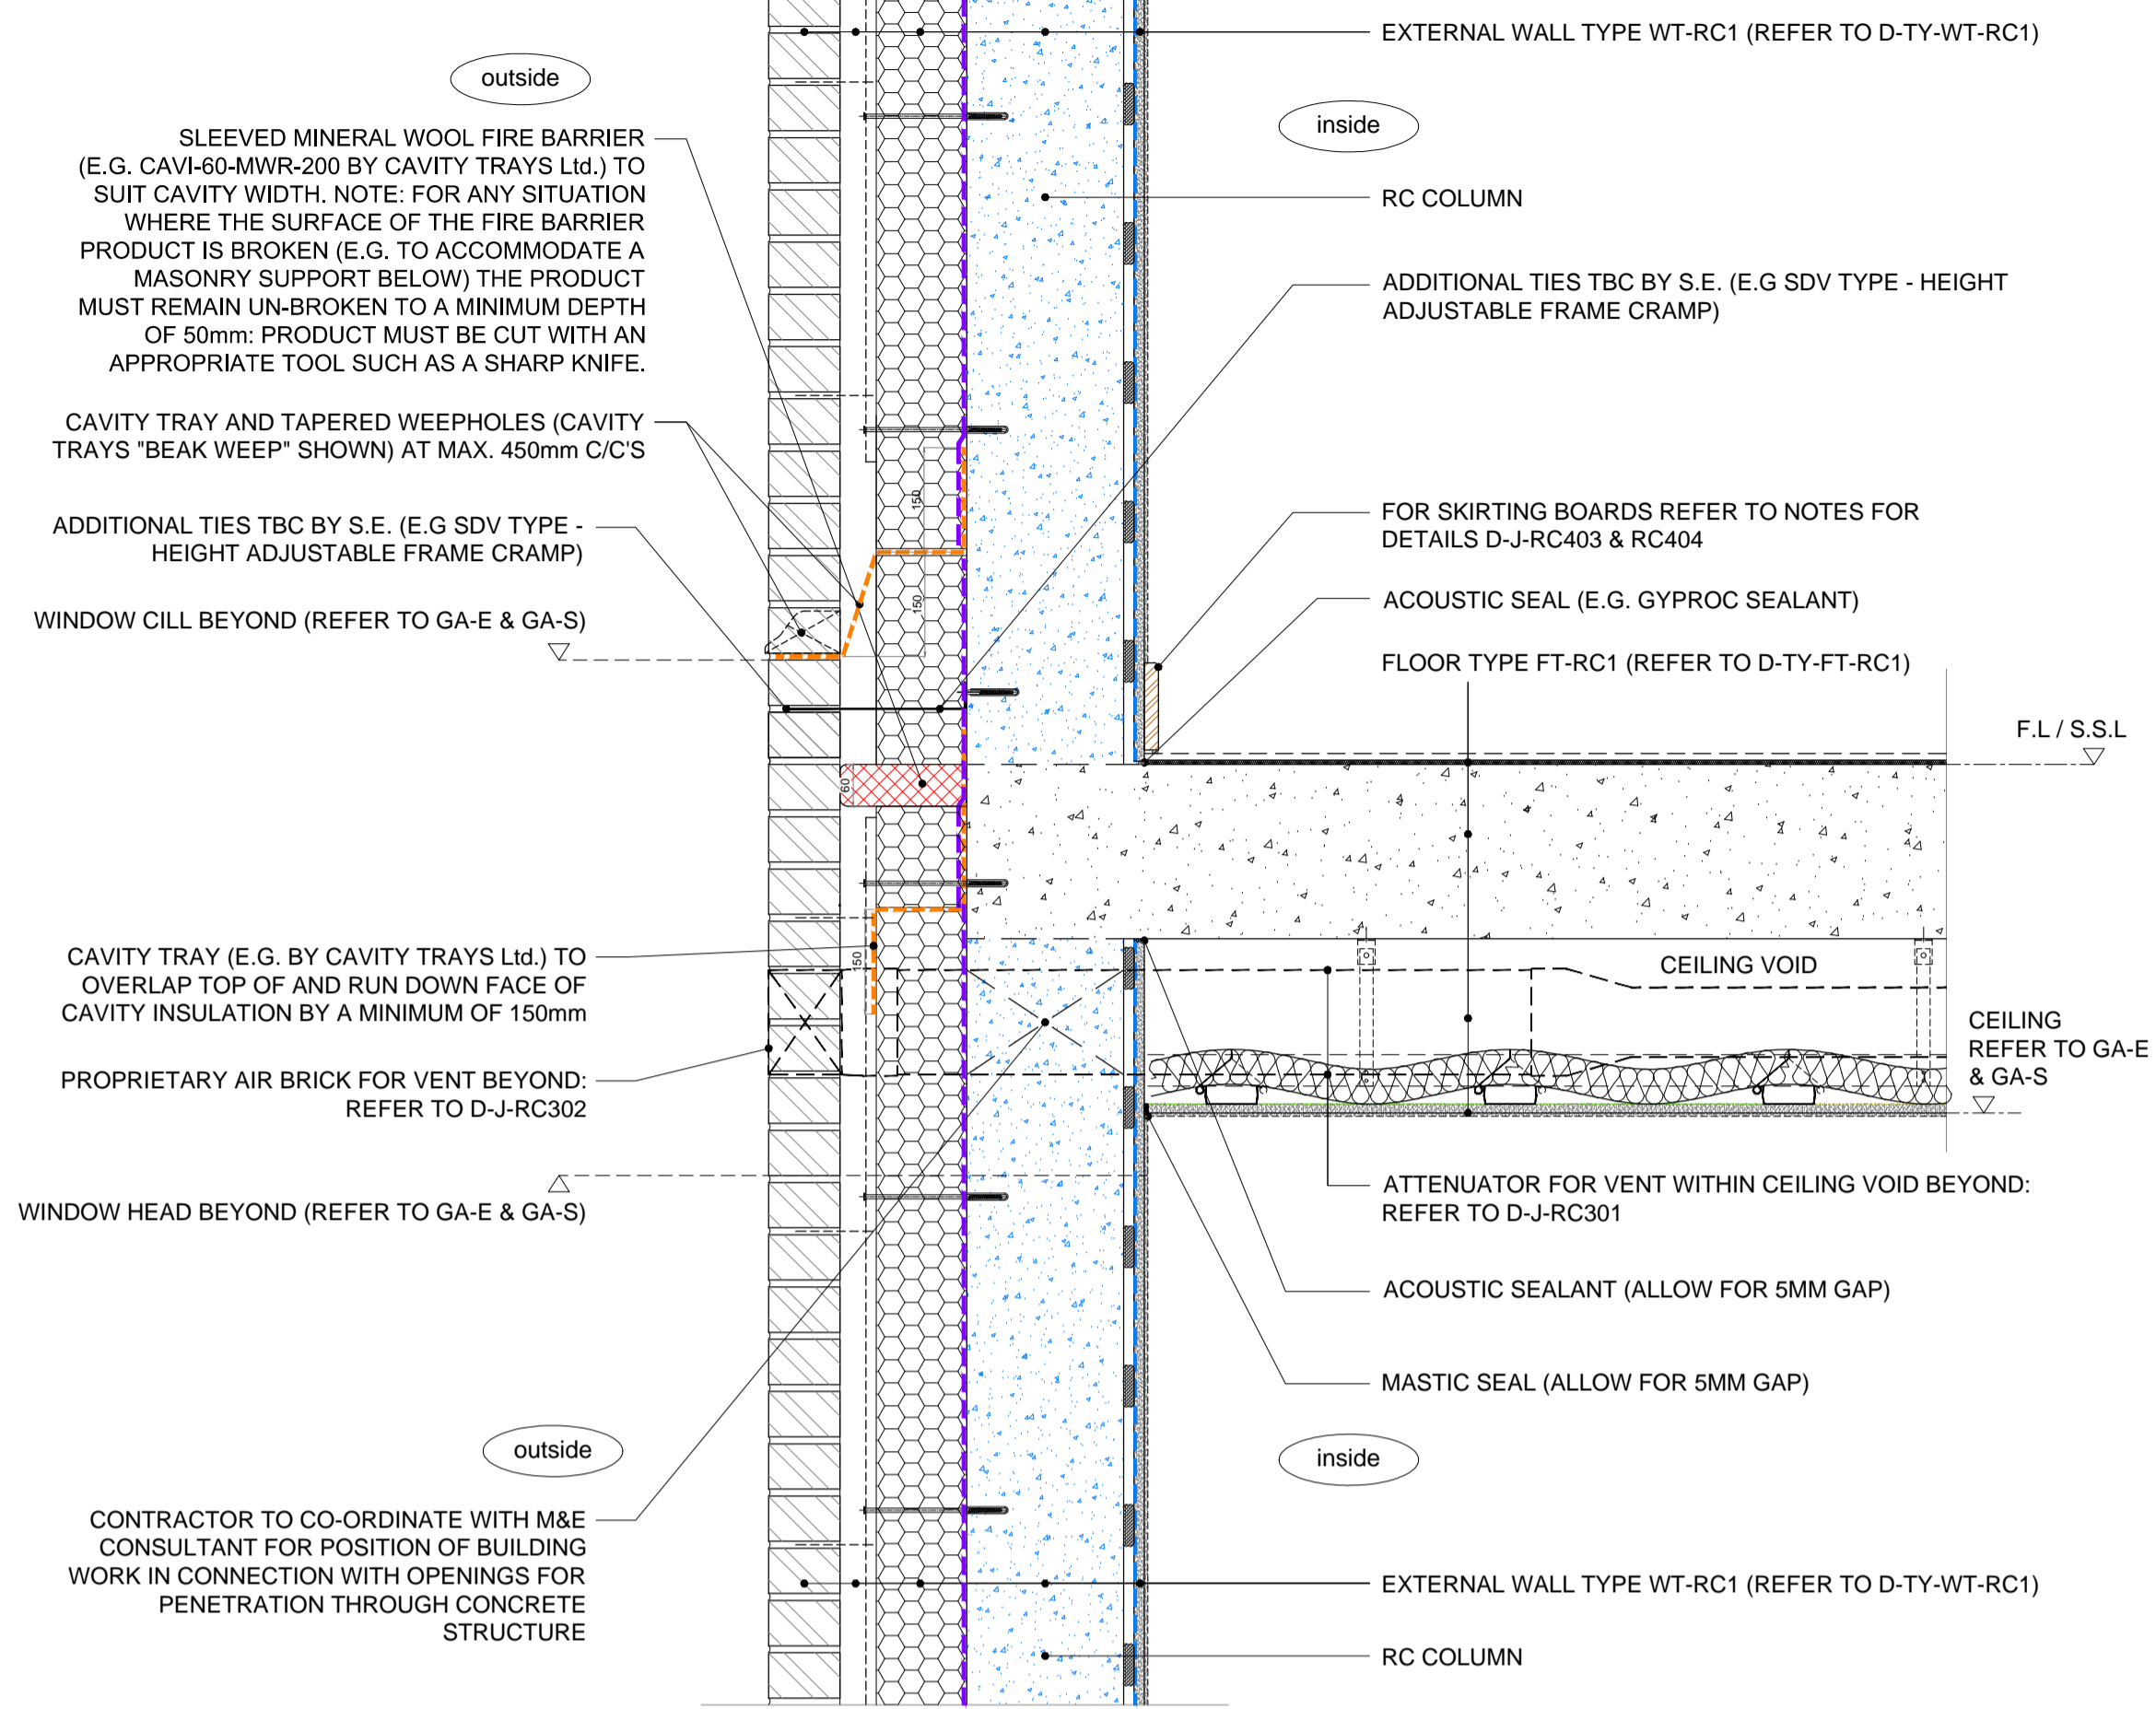 EXTERNAL WALL TYPE WT-RC1 (REFER TO D-TY-WT-RC1)
outside
inside
SLEEVED MINERAL WOOL FIRE BARRIER
(E.G. CAVI-60-MWR-200 BY CAVITY TRAYS Ltd.) TO
SUIT CAVITY WIDTH. NOTE: FOR ANY SITUATION
WHERE THE SURFACE OF THE FIRE BARRIER
PRODUCT IS BROKEN (E.G. TO ACCOMMODATE A
MASONRY SUPPORT BELOW) THE PRODUCT
MUST REMAIN UN-BROKEN TO A MINIMUM DEPTH
OF 50mm: PRODUCT MUST BE CUT WITH AN
APPROPRIATE TOOL SUCH AS A SHARP KNIFE.
RC COLUMN
ADDITIONAL TIES TBC BY S.E. (E.G SDV TYPE - HEIGHT
ADJUSTABLE FRAME CRAMP)
CAVITY TRAY AND TAPERED WEEPHOLES (CAVITY
TRAYS "BEAK WEEP" SHOWN) AT MAX. 450mm C/C'S
150
FOR SKIRTING BOARDS REFER TO NOTES FOR
DETAILS D-J-RC403 & RC404
ADDITIONAL TIES TBC BY S.E. (E.G SDV TYPE -
HEIGHT ADJUSTABLE FRAME CRAMP)
150
ACOUSTIC SEAL (E.G. GYPROC SEALANT)
WINDOW CILL BEYOND (REFER TO GA-E & GA-S)
FLOOR TYPE FT-RC1 (REFER TO D-TY-FT-RC1)
F.L / S.S.L
60
CAVITY TRAY (E.G. BY CAVITY TRAYS Ltd.) TO
OVERLAP TOP OF AND RUN DOWN FACE OF
CAVITY INSULATION BY A MINIMUM OF 150mm
150
CEILING VOID
CEILING
REFER TO GA-E
& GA-S
PROPRIETARY AIR BRICK FOR VENT BEYOND:
REFER TO D-J-RC302
ATTENUATOR FOR VENT WITHIN CEILING VOID BEYOND:
REFER TO D-J-RC301
WINDOW HEAD BEYOND (REFER TO GA-E & GA-S)
ACOUSTIC SEALANT (ALLOW FOR 5MM GAP)
MASTIC SEAL (ALLOW FOR 5MM GAP)
outside
inside
CONTRACTOR TO CO-ORDINATE WITH M&E
CONSULTANT FOR POSITION OF BUILDING
WORK IN CONNECTION WITH OPENINGS FOR
PENETRATION THROUGH CONCRETE
STRUCTURE
EXTERNAL WALL TYPE WT-RC1 (REFER TO D-TY-WT-RC1)
RC COLUMN